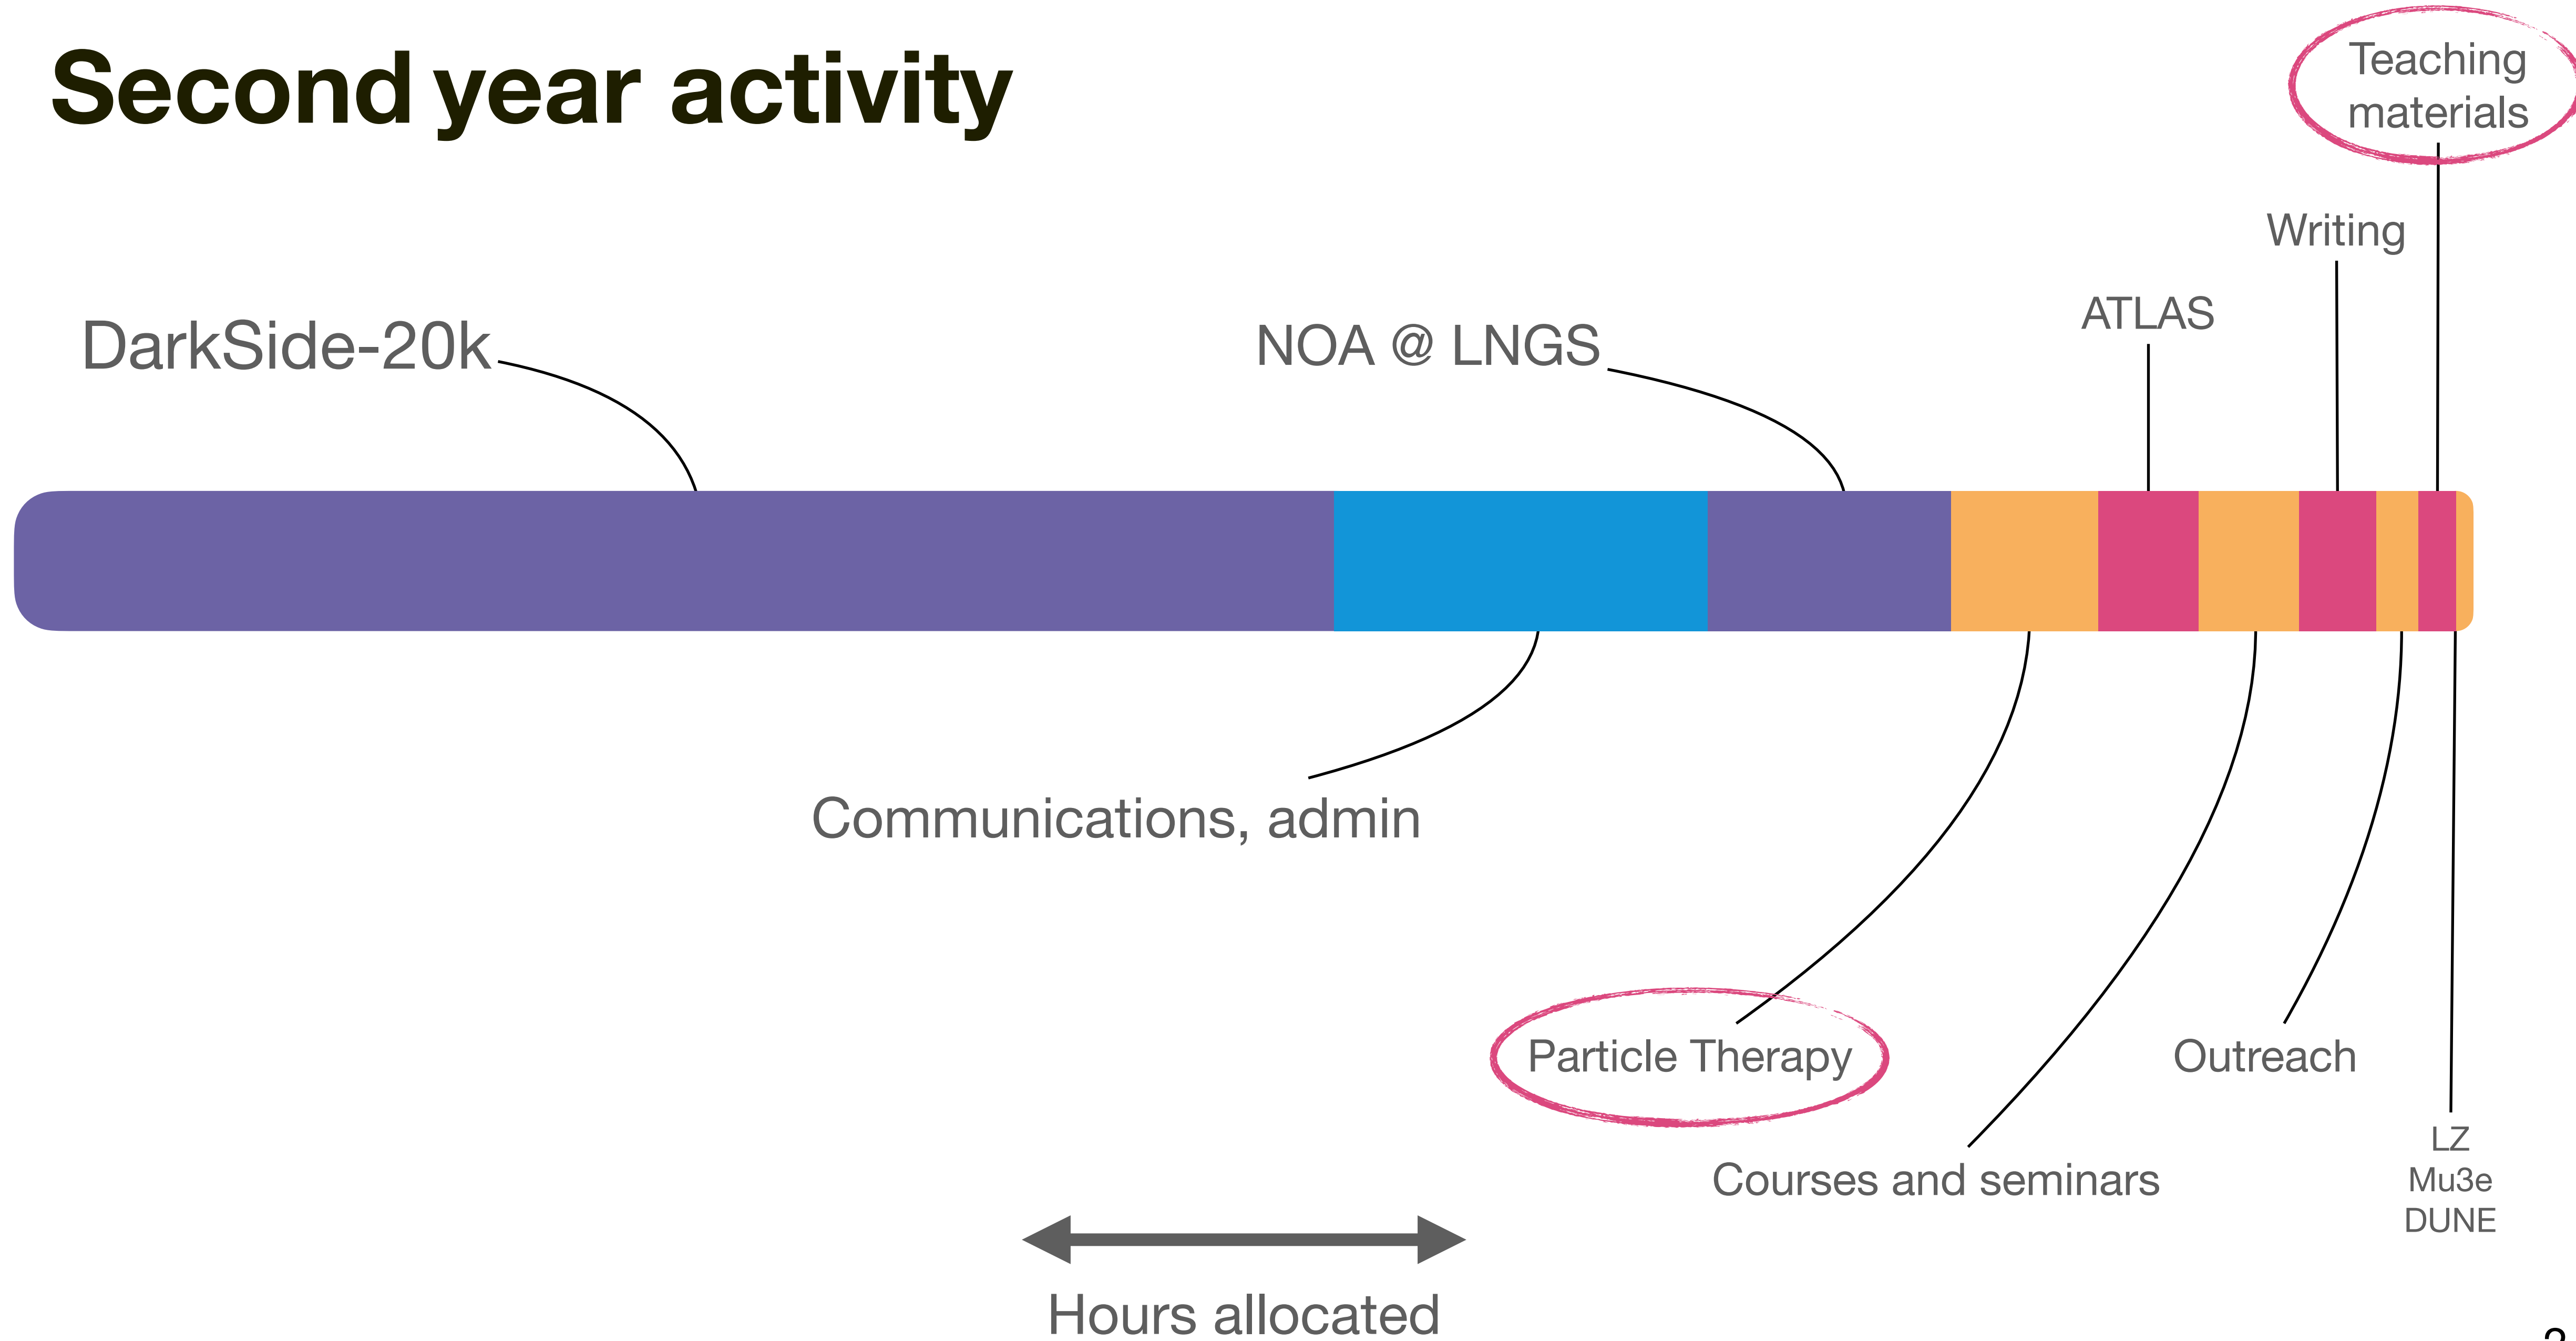 Second year activity
Teaching
materials
Writing
ATLAS
DarkSide-20k
NOA @ LNGS
Communications, admin
Particle Therapy
Outreach
Courses and seminars
LZ
Mu3e
DUNE
Hours allocated